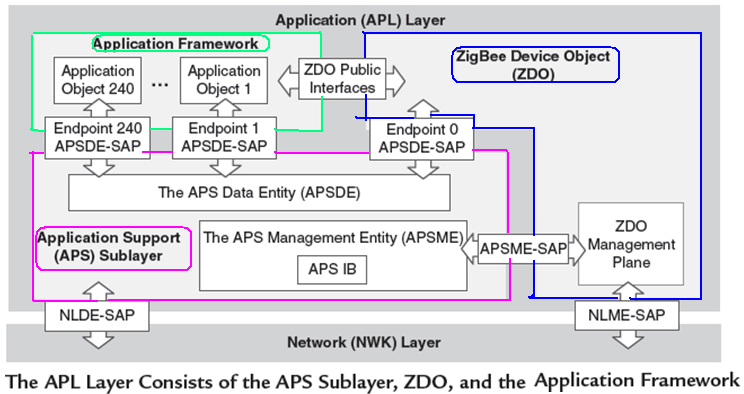 Application (APL) Layer
Application Framework
ZigBee Device Object
(ZDO)
Application
Object 240
...
Application
Object 1
ZDO Public
Interfaces
Endpoint 240
APSDE-SAP
Endpoint 1
APSDE-SAP
Endpoint 0
APSDE-SAP
The APS Data Entity (APSDE)
Application Support
(APS) Sublayer
The APS Management Entity (APSME)
APS IB
APSME-SAP
ZDO
Management
Plane
NLDE-SAP
NLME-SAP
Network (NWK) Layer
The APL Layer Consists of the APS Sublayer, ZDO, and the Application Framework